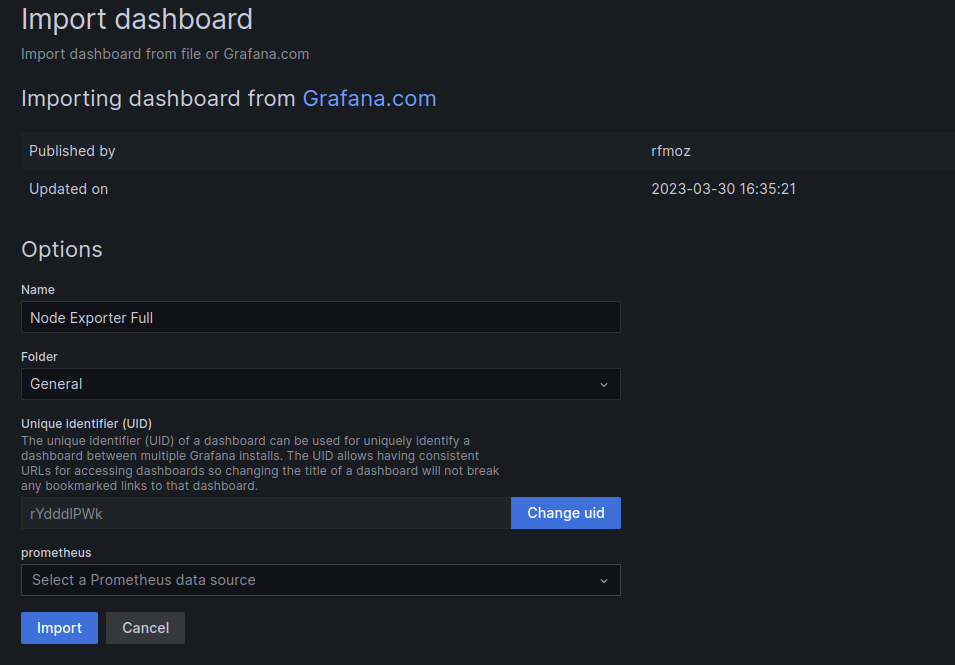 Import dashboard
Import dashboard from file or Grafana.com
Importing dashboard from Grafana.com
Published by rfmoz
Updated on 2023-03-30 16:35:21
Options
Name
Node Exporter Full
Folder
General
Unique identifier (UID)
The unique identifier (UID) of a dashboard can be used for uniquely identify a
dashboard between multiple Grafana installs. The UID allows having consistent
URLs for accessing dashboards so changing the title of a dashboard will not break
any bookmarked links to that dashboard.
rYdddlPWk Change uid
prometheus
Select a Prometheus data source
Import Cancel